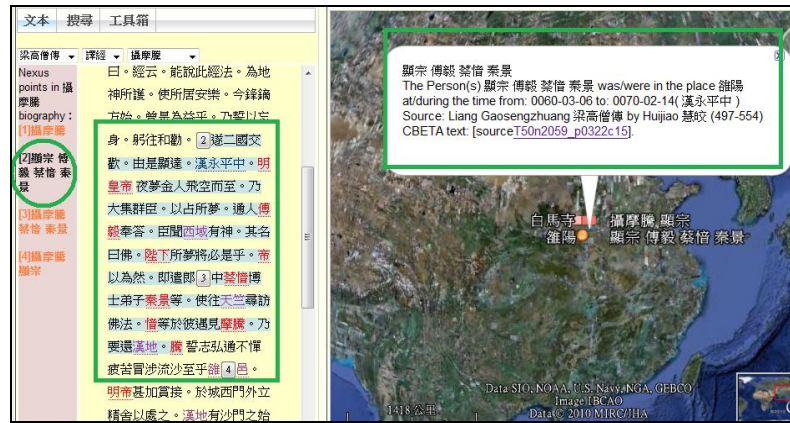 文本 搜尋 工具箱
梁高僧傳 譯經 攝摩騰
Nexus
points in 攝
摩騰
biography：
[1]攝摩騰
[2]顯宗 傅
毅 蔡愔 秦
景
[3]攝摩騰
蔡愔 秦景
[4]攝摩騰
顯宗
曰。經云。能說此經法。為地
神所護。使所居安樂。今鋒鏑
方始。曾是為益乎。乃誓以忘
身。躬往和勸。2遂二國交
歡。由是顯達。漢永平中。明
皇帝 夜夢金人飛空而至。乃
大集群臣。以占所夢。通人傅
毅奉答。臣聞西域有神。其名
曰佛。陛下所夢將必是乎。帝
以為然。即遣郎3中蔡愔博
士弟子秦景等。使往天竺尋訪
佛法。愔等於彼遇見摩騰。乃
要還漢地。騰 誓志弘通不憚
疲苦冒涉流沙至乎雒4邑。
明帝甚加賞接。於城西門外立
精舍以處之。漢地有沙門之始
顯宗 傅毅 蔡愔 秦景
The Person(s) 顯宗 傅毅 蔡愔 秦景 was/were in the place 雒陽
at/during the time from: 0060-03-06 to: 0070-02-14( 漢永平中 )
Source: Liang Gaosengzhuang 梁高僧傳 by Huijiao 慧皎 (497-554)
CBETA text: [sourceT50n2059_p0322c15].
白馬寺 攝摩騰 顯宗
雒陽 顯宗 傅毅 蔡愔 秦景
Data SIO, NOAA, U.S. Navy, NGA, GEBCO
Image IBCAO
1418 公里
Data © 2010 MIRC/JHA